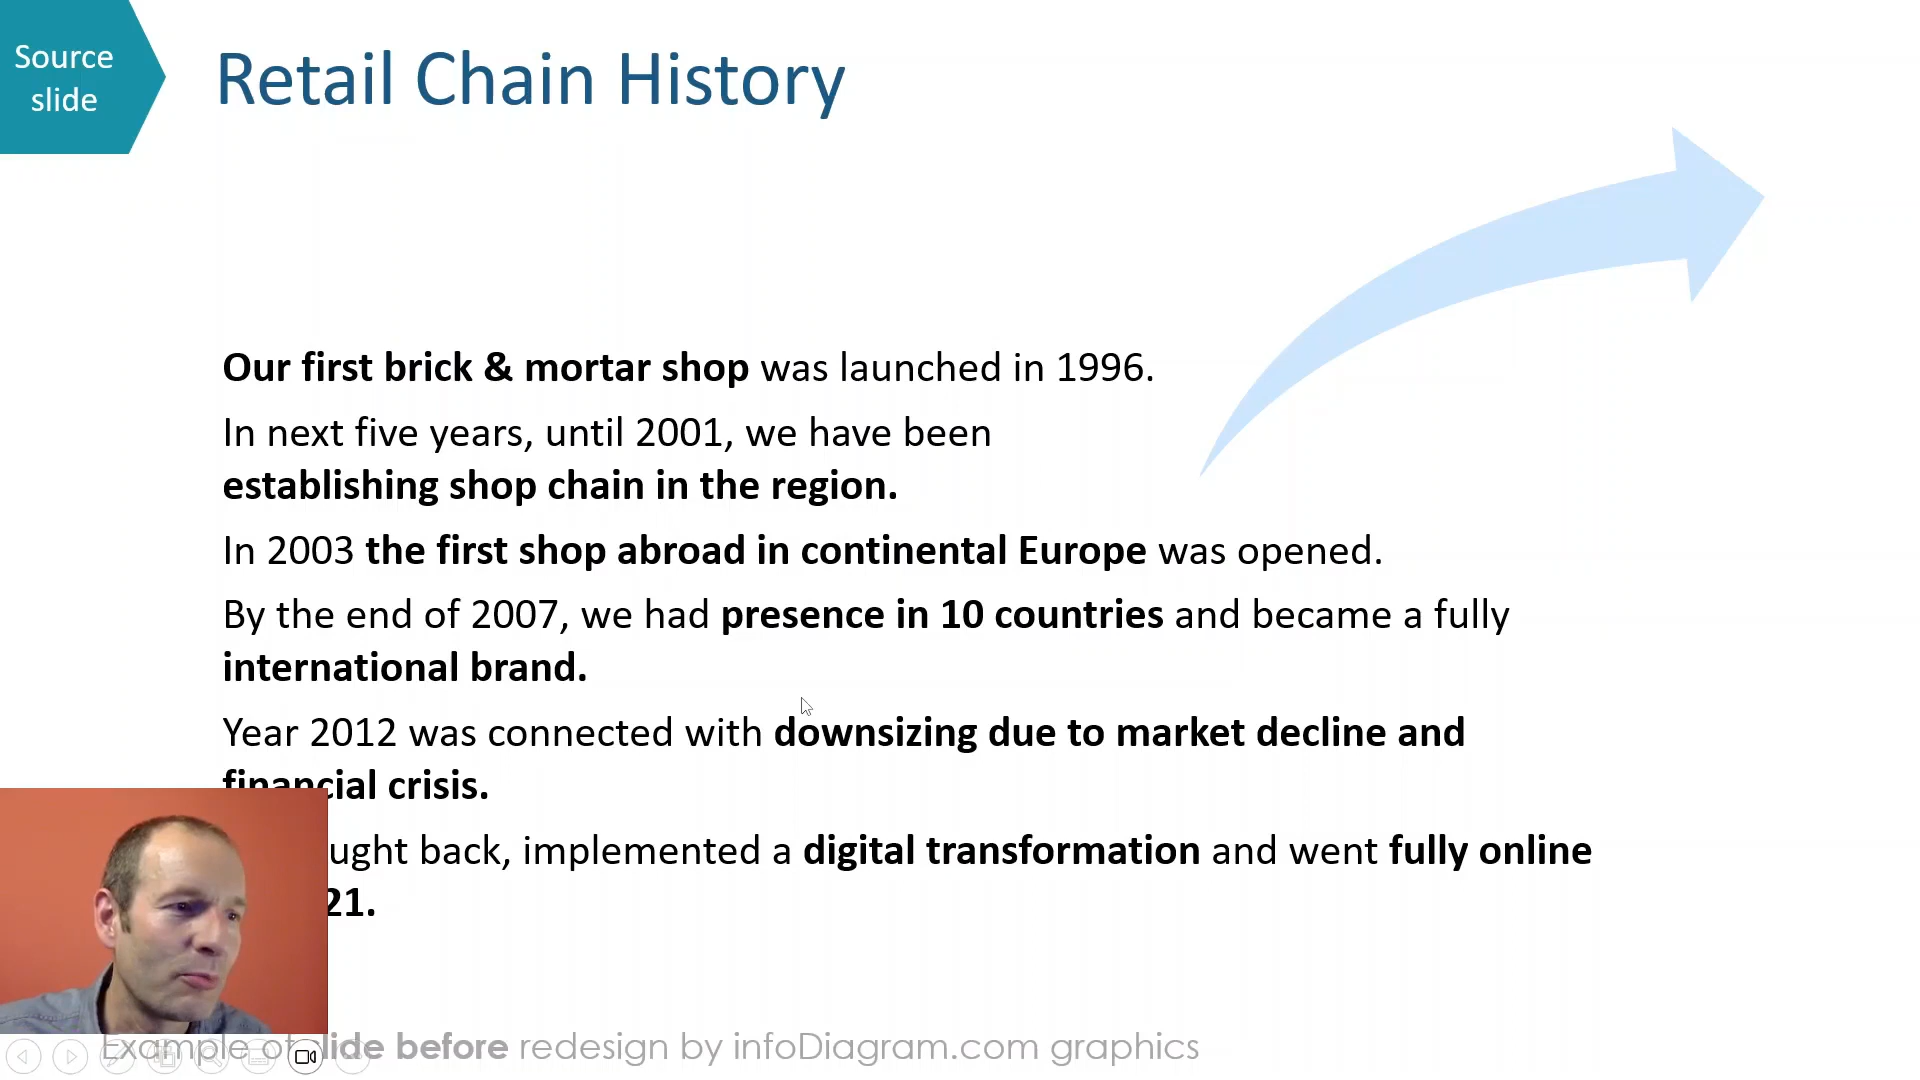 Source
slide
Retail Chain History
Our first brick & mortar shop was launched in 1996.
In next five years, until 2001, we have been
establishing shop chain in the region.
In 2003 the first shop abroad in continental Europe was opened.
By the end of 2007, we had presence in 10 countries and became a fully
international brand.
Year 2012 was connected with downsizing due to market decline and
financial crisis.
ught back, implemented a digital transformation and went fully online
21.
Example of slide before redesign by infoDiagram.com graphics